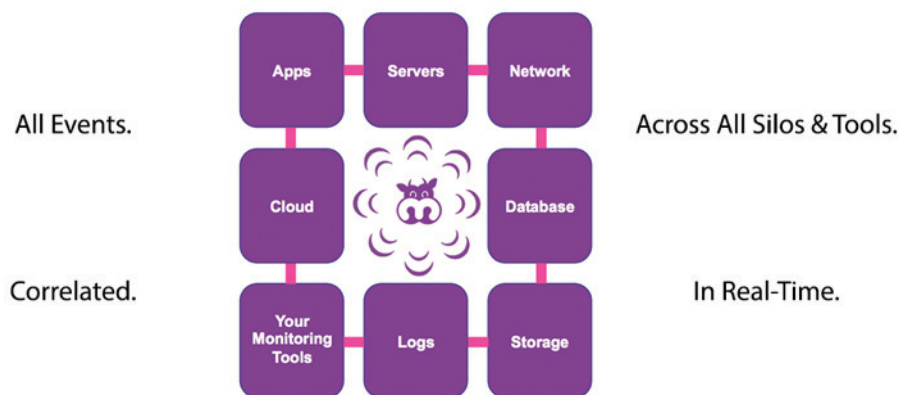 Apps
Servers
Network
All Events.
Across All Silos & Tools.
Cloud
Database
Correlated.
In Real-Time.
Your
Monitoring
Tools
Logs
Storage